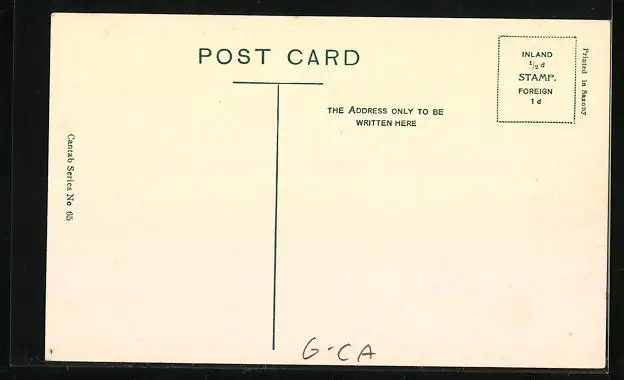 POST CARD
INLAND
½ d
STAMP.
FOREIGN
1 d
Printed in Saxony
THE ADDRESS ONLY TO BE
WRITTEN HERE
Cantab Series No 65
G-CA